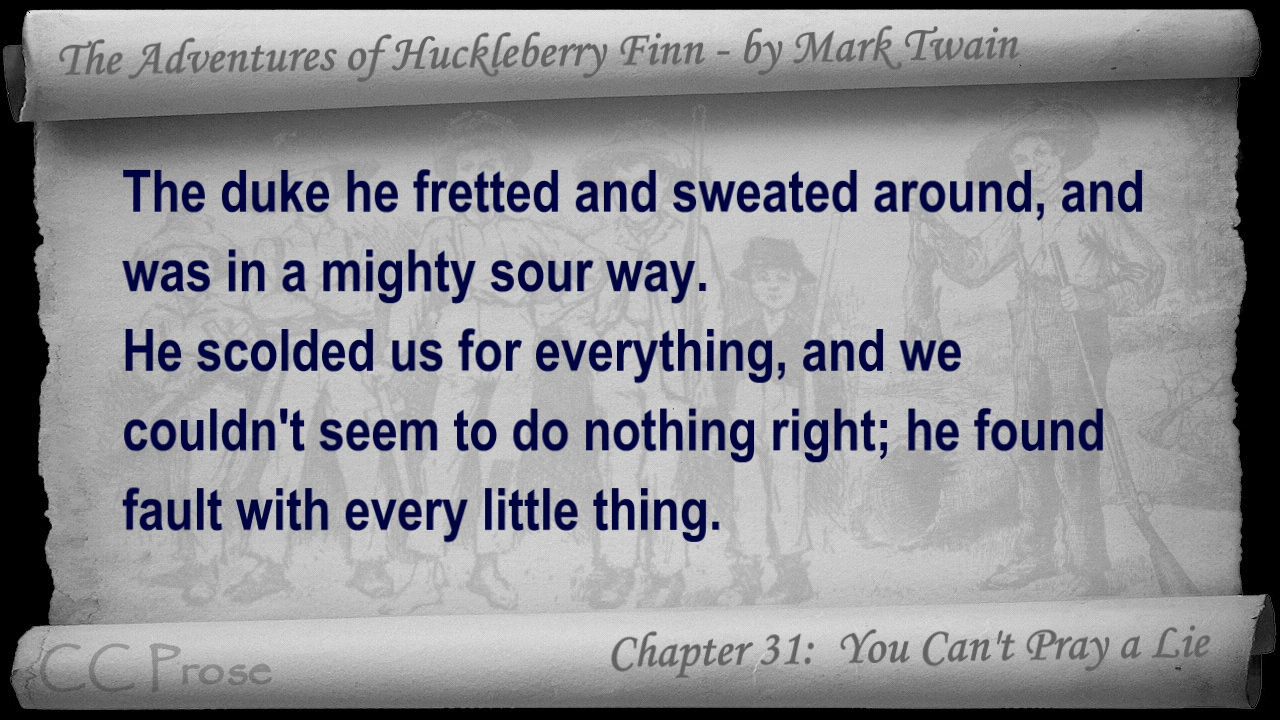 The Adventures of Huckleberry Finn - by Mark Twain
The duke he fretted and sweated around, and
was in a mighty sour way.
He scolded us for everything, and we
couldn't seem to do nothing right; he found
fault with every little thing.
CC Prose
Chapter 31: You Can't Pray a Lie